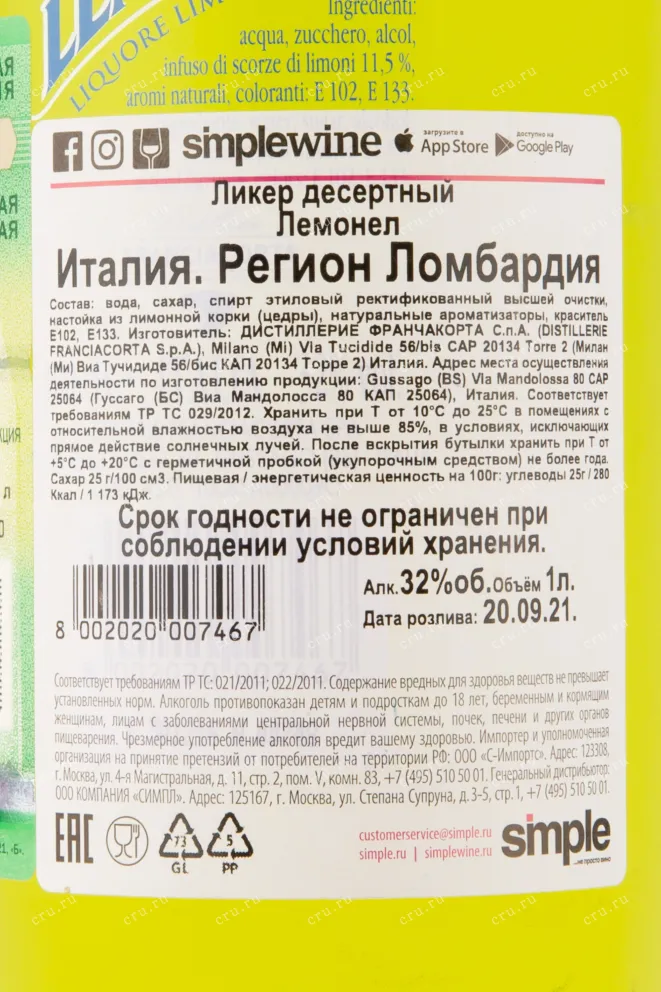 LIQUORE LIM
Ingredienti:
acqua, zucchero, alcol,
infuso di scorze di limoni 11,5 %,
aromi naturali, coloranti: E 102, E 133.
simplewine загрузите в App Store доступно на Google Play
Ликер десертный
Лемонел
Италия. Регион Ломбардия
Состав: вода, сахар, спирт этиловый ректификованный высшей очистки,
настойка из лимонной корки (цедры), натуральные ароматизаторы, краситель
E102, E133. Изготовитель: ДИСТИЛЛЕРИЕ ФРАНЧАКОРТА С.п.А. (DISTILLERIE
FRANCIACORTA S.p.A.), Milano (Mi) Via Tucidide 56/bis CAP 20134 Torre 2 (Милан
(Ми) Виа Тучидиде 56/бис КАП 20134 Торре 2) Италия. Адрес места осуществления
деятельности по изготовлению продукции: Gussago (BS) Via Mandolossa 80 CAP
25064 (Гуссаго (БС) Виа Мандолосса 80 КАП 25064), Италия. Соответствует
требованиям ТР ТС 029/2012. Хранить при Т от 10°С до 25°С в помещениях с
относительной влажностью воздуха не выше 85%, в условиях, исключающих
прямое действие солнечных лучей. После вскрытия бутылки хранить при Т от
+5°С до +20°С с герметичной пробкой (укупорочным средством) не более года.
Сахар 25 г/100 см3. Пищевая / энергетическая ценность на 100г: углеводы 25г / 280
Ккал / 1 173 кДж.
Срок годности не ограничен при
соблюдении условий хранения.
Алк.32%об.Объём 1л.
Дата розлива: 20.09.21.
8 002020 007467
Соответствует требованиям ТР ТС: 021/2011; 022/2011. Содержание вредных для здоровья веществ не превышает
установленных норм. Алкоголь противопоказан детям и подросткам до 18 лет, беременным и кормящим
женщинам, лицам с заболеваниями центральной нервной системы, почек, печени и других органов
пищеварения. Чрезмерное употребление алкоголя вредит вашему здоровью. Импортер и уполномоченная
организация на принятие претензий от потребителей на территории РФ: ООО «С-Импортс». Адрес: 123308,
г. Москва, ул. 4-я Магистральная, д. 11, стр. 2, пом. V, комн. 83, +7 (495) 510 50 01. Генеральный дистрибьютор:
ООО КОМПАНИЯ «СИМПЛ». Адрес: 125167, г. Москва, ул. Степана Супруна, д. 3-5, стр. 1, +7 (495) 510 50 01.
EAC
73
GL
5
PP
customerservice@simple.ru
simple.ru | simplewine.ru
simple
...не просто вино
cru.ru